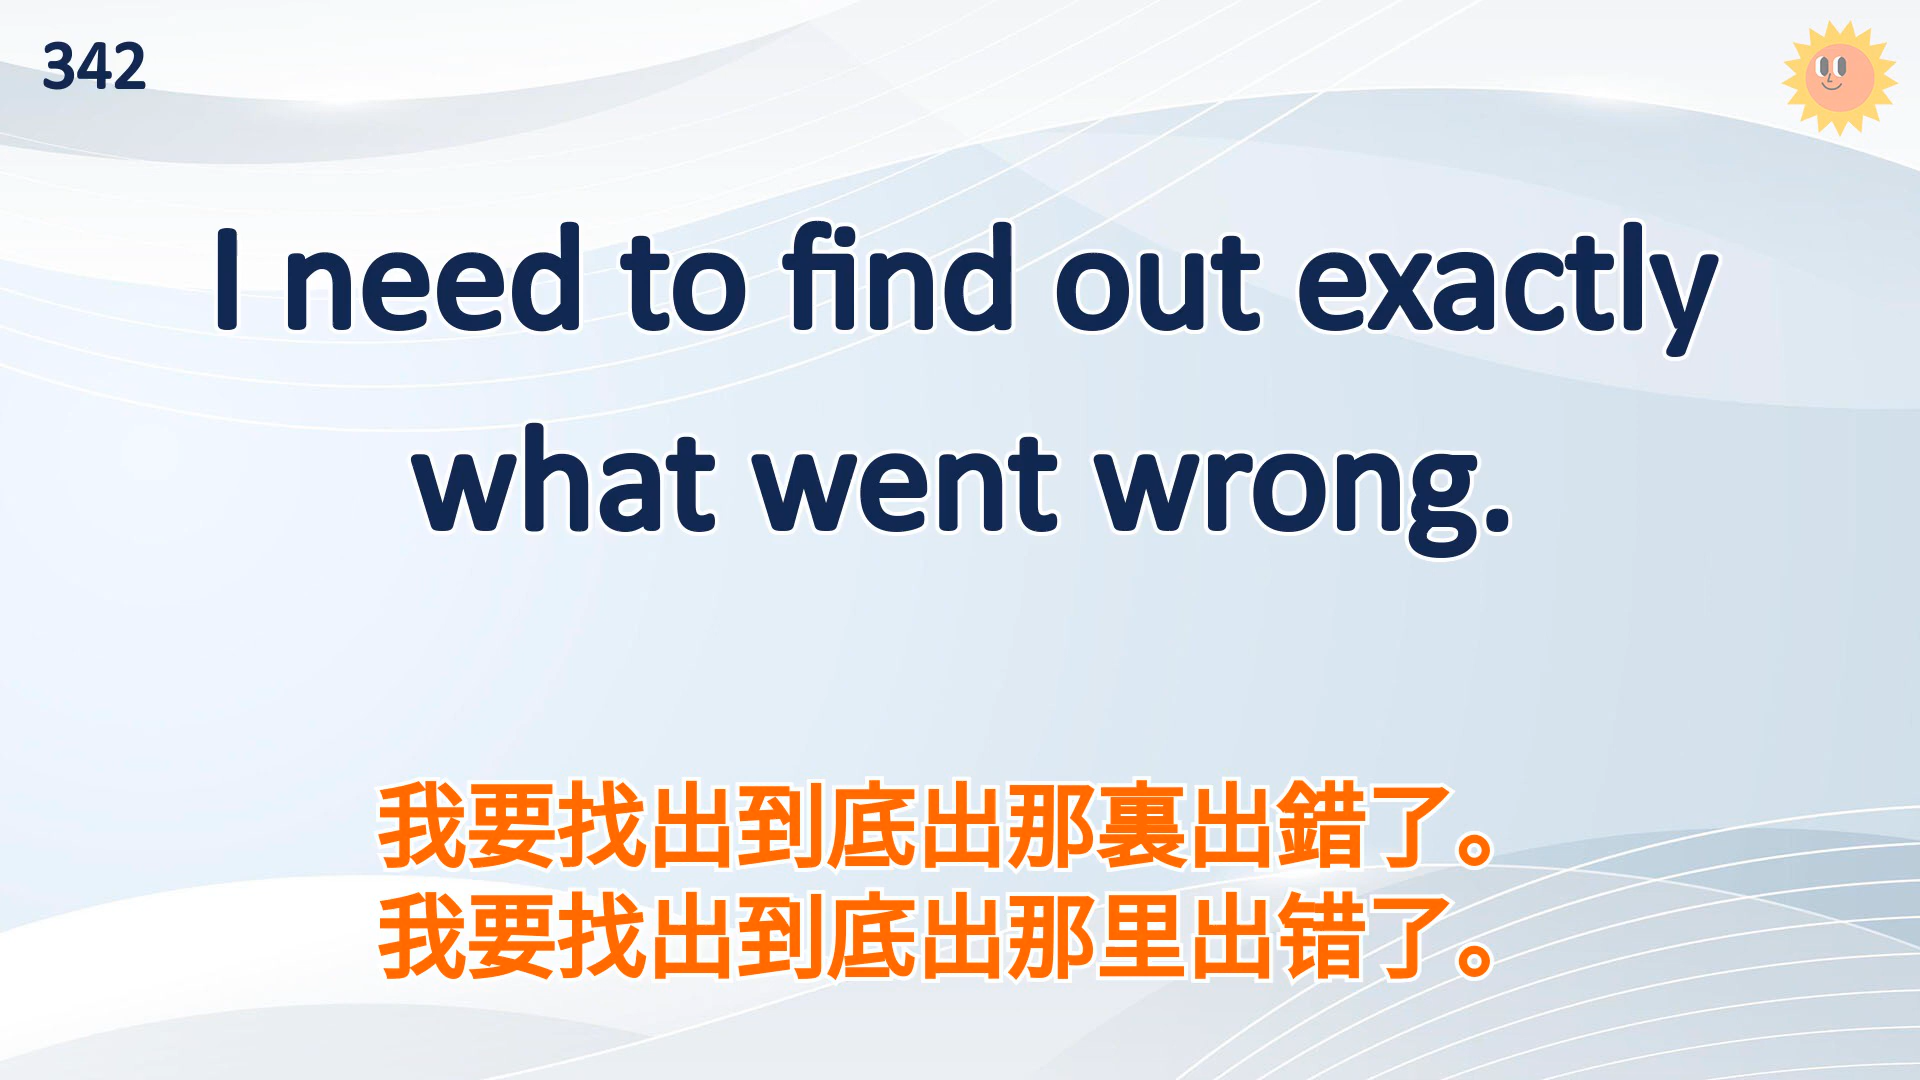 342
I need to find out exactly
what went wrong.
我要找出到底出那裏出錯了。
我要找出到底出那里出错了。